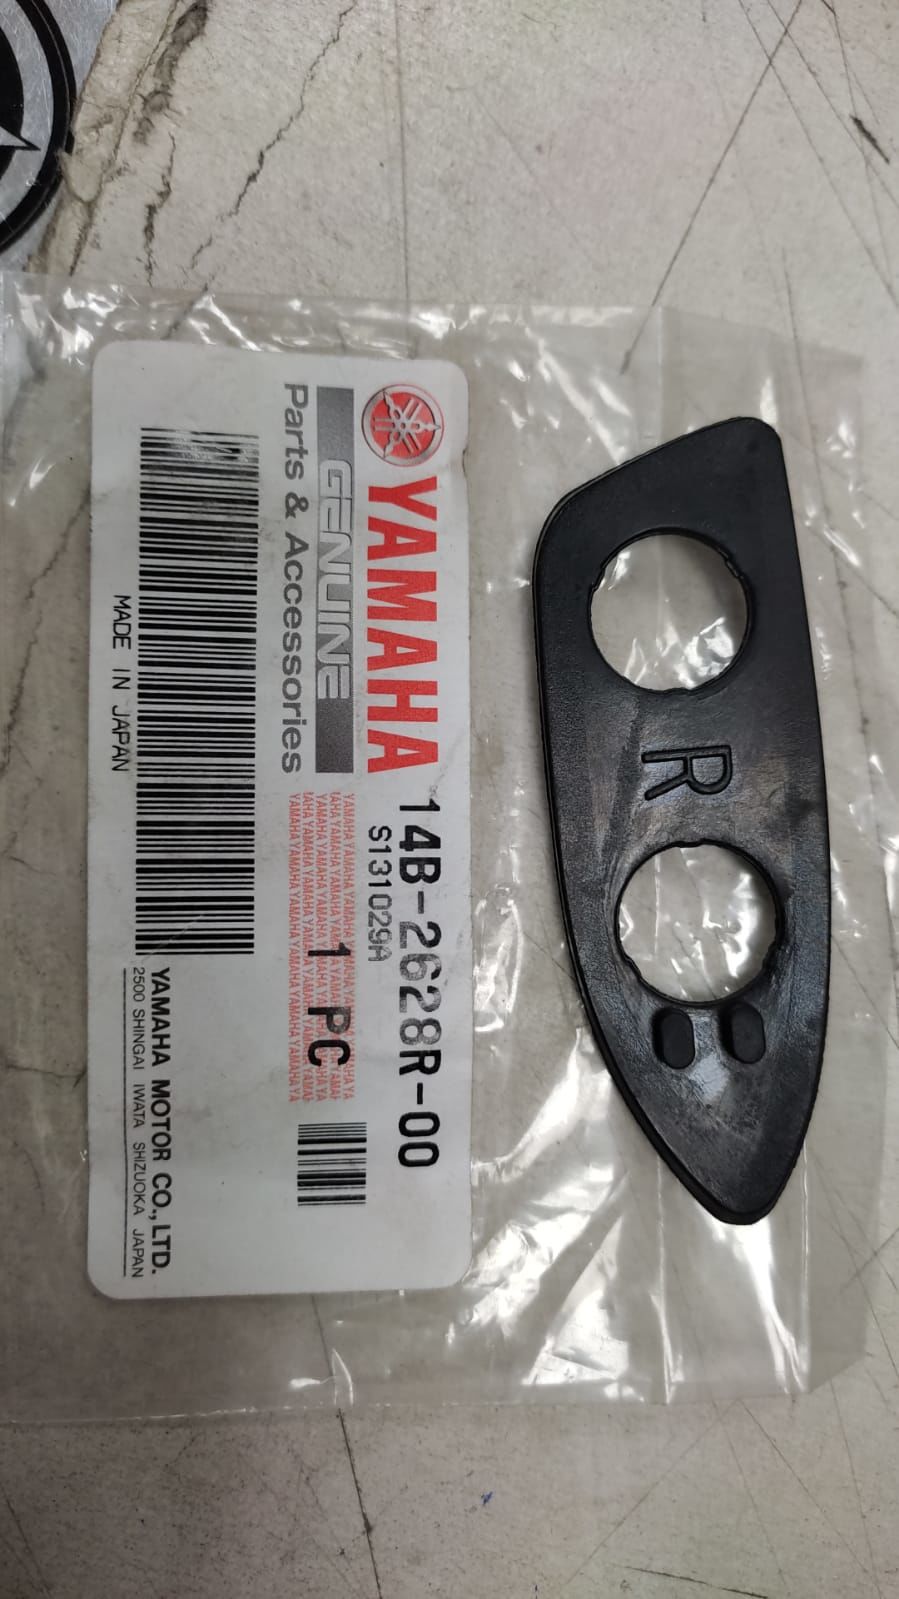 YAMAHA
GENUINE
Parts & Accessories
14B-2628R-00
S131029A
1 PC
MADE IN JAPAN
YAMAHA MOTOR CO., LTD.
2500 SHINGAI IWATA SHIZUOKA JAPAN
R